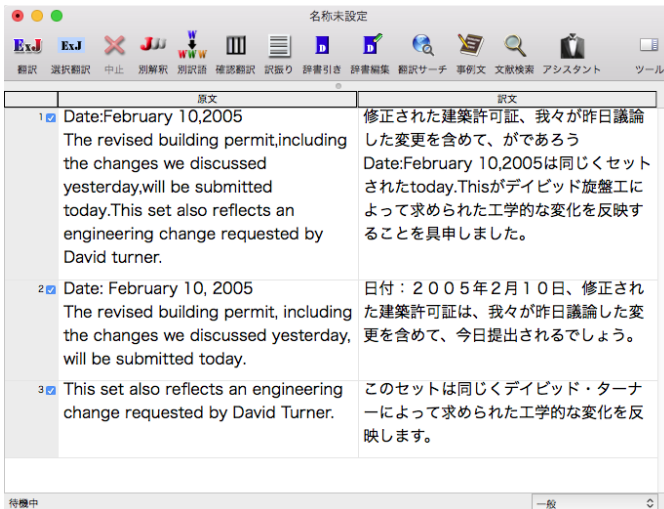 名称未設定
ExJ ExJ JJJ W WWW D D
翻訳 選択翻訳 中止 別解釈 別訳語 確認翻訳 訳振り 辞書引き 辞書編集 翻訳サーチ 事例文 文献検索 アシスタント ツール
原文 訳文
1
Date:February 10,2005
The revised building permit,including
the changes we discussed
yesterday,will be submitted
today.This set also reflects an
engineering change requested by
David turner.
修正された建築許可証、我々が昨日議論
した変更を含めて、がであろう
Date:February 10,2005は同じくセット
されたtoday.Thisがデイビッド旋盤工に
よって求められた工学的な変化を反映す
ることを具申しました。
2
Date: February 10, 2005
The revised building permit, including
the changes we discussed yesterday,
will be submitted today.
日付：２００５年２月１０日、修正され
た建築許可証は、我々が昨日議論した変
更を含めて、今日提出されるでしょう。
3
This set also reflects an engineering
change requested by David Turner.
このセットは同じくデイビッド・ターナ
ーによって求められた工学的な変化を反
映します。
待機中 一般